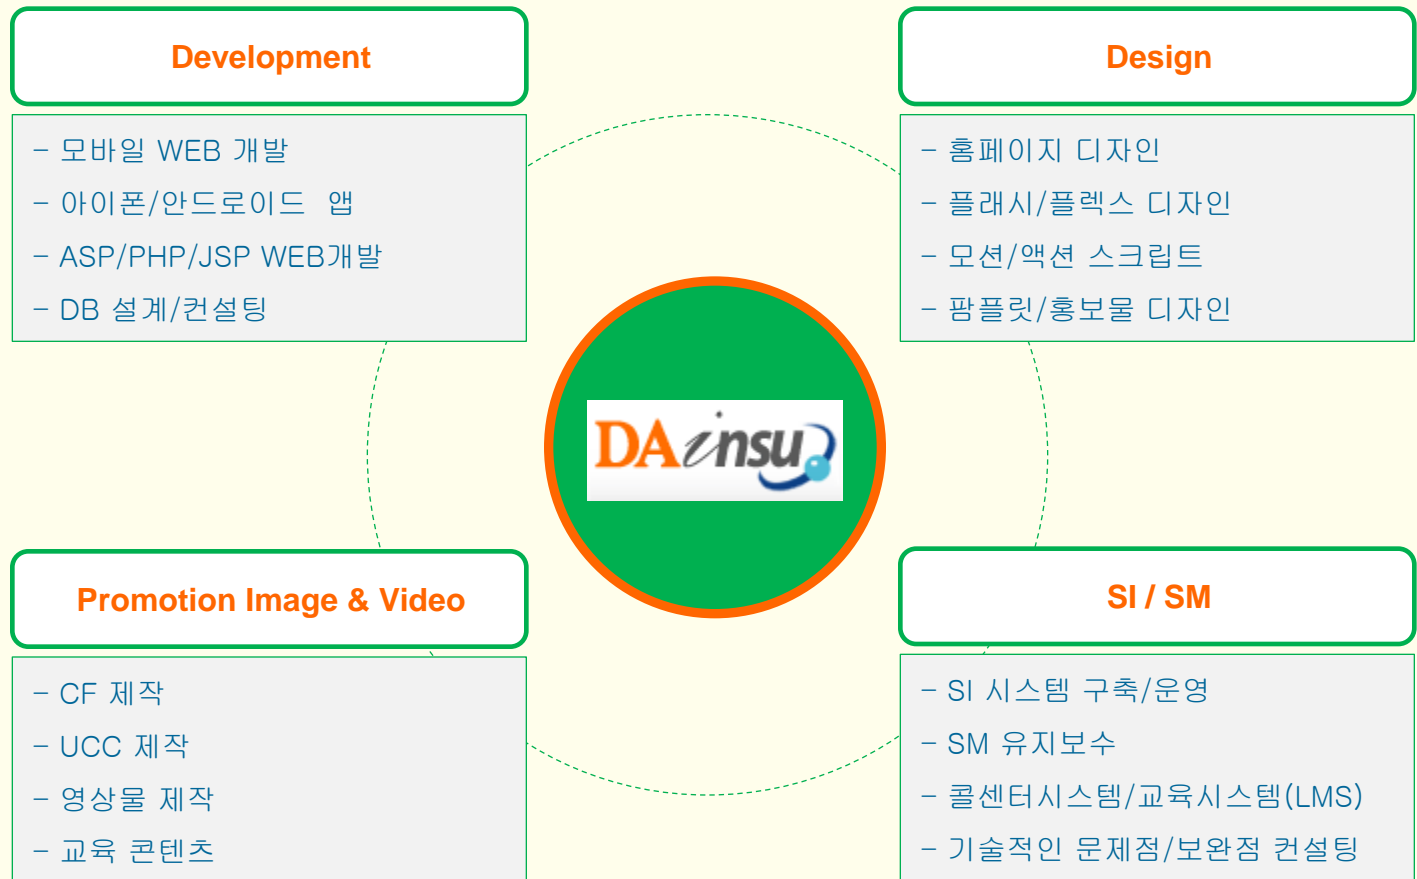 Development
- 모바일 WEB 개발
- 아이폰/안드로이드 앱
- ASP/PHP/JSP WEB개발
- DB 설계/컨설팅
Design
- 홈페이지 디자인
- 플래시/플렉스 디자인
- 모션/액션 스크립트
- 팜플릿/홍보물 디자인
DAinsu
Promotion Image & Video
- CF 제작
- UCC 제작
- 영상물 제작
- 교육 콘텐츠
SI / SM
- SI 시스템 구축/운영
- SM 유지보수
- 콜센터시스템/교육시스템(LMS)
- 기술적인 문제점/보완점 컨설팅